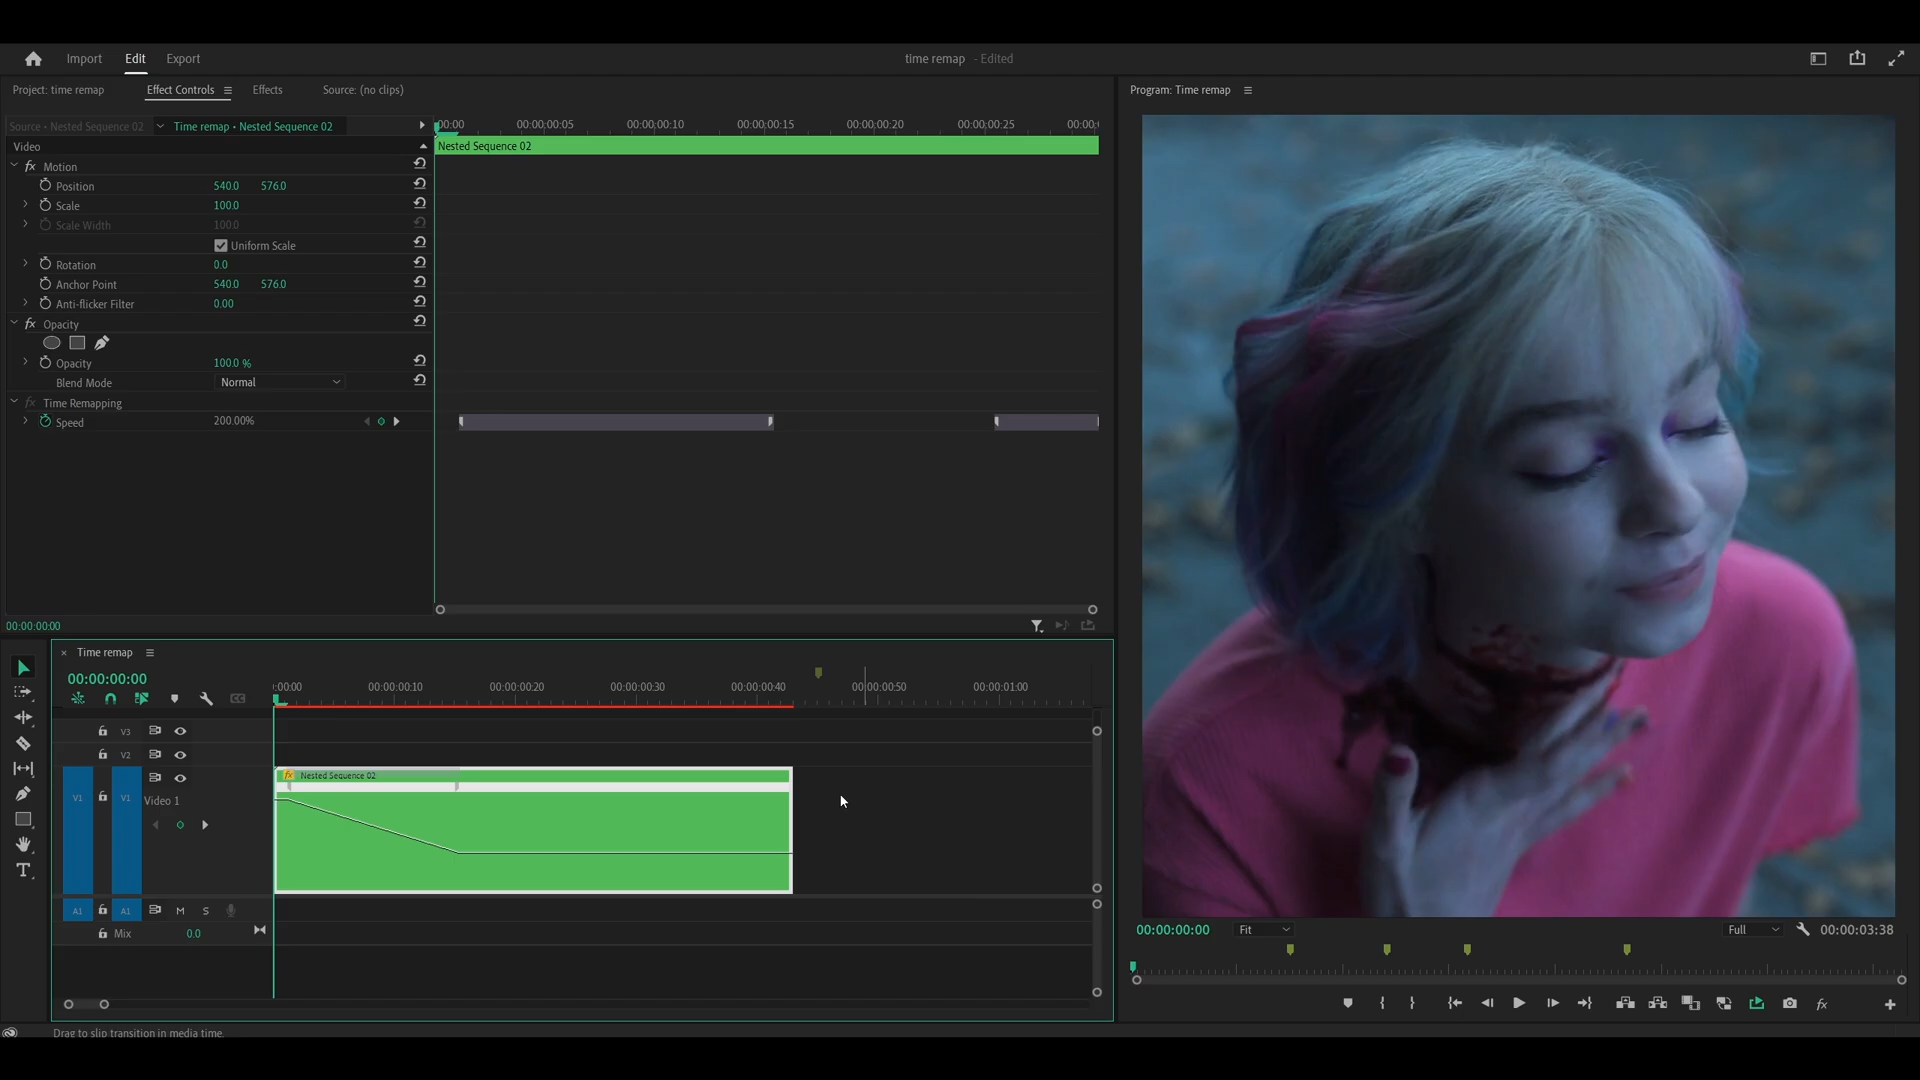 Import Edit Export time remap - Edited
Project: time remap Effect Controls Effects Source: (no clips) Program: Time remap
Source • Nested Sequence 02 Time remap • Nested Sequence 02 00:00 00:00:00:05 00:00:00:10 00:00:00:15 00:00:00:20 00:00:00:25
Video Nested Sequence 02
fx Motion
Position 540.0 576.0
Scale 100.0
Scale Width 100.0
Uniform Scale
Rotation 0.0
Anchor Point 540.0 576.0
Anti-flicker Filter 0.00
fx Opacity
Opacity 100.0 %
Blend Mode Normal
fx Time Remapping
Speed 200.00%
00:00:00:00
Time remap
00:00:00:00
:00:00 00:00:00:10 00:00:00:20 00:00:00:30 00:00:00:40 00:00:00:50 00:00:01:00
V3
V2
fx Nested Sequence 02
V1 V1 Video 1
A1 A1 M S
Mix 0.0
00:00:00:00 Fit Full 00:00:03:38
fx
Drag to slip transition in media time.